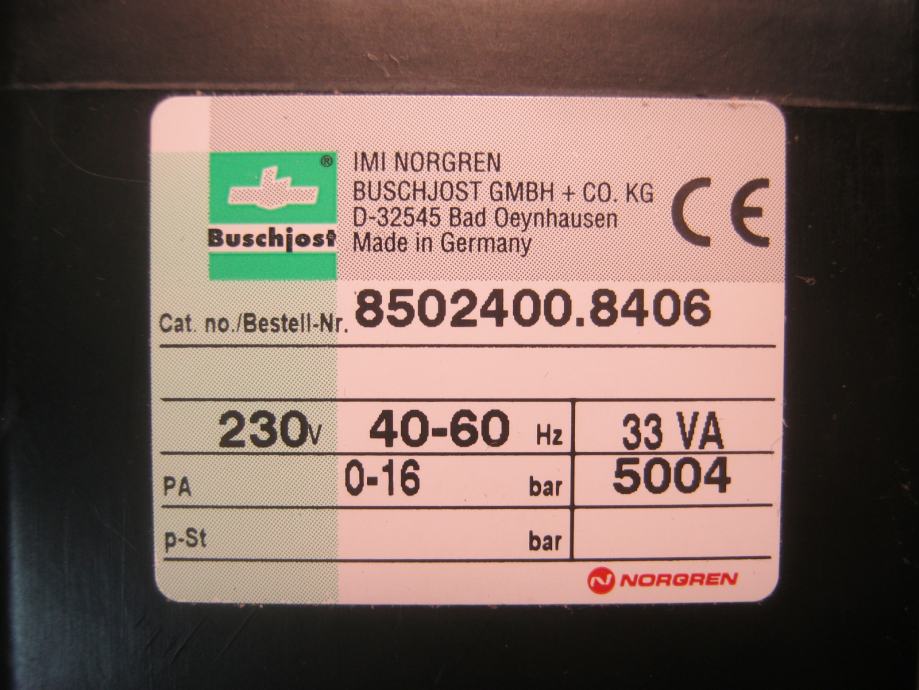 ®
IMI NORGREN
BUSCHJOST GMBH + CO. KG
D-32545 Bad Oeynhausen
Made in Germany
CE
Buschjost
Cat. no./Bestell-Nr. 8502400.8406
230V 40-60 Hz 33 VA
PA 0-16 bar 5004
p-St bar
NORGREN